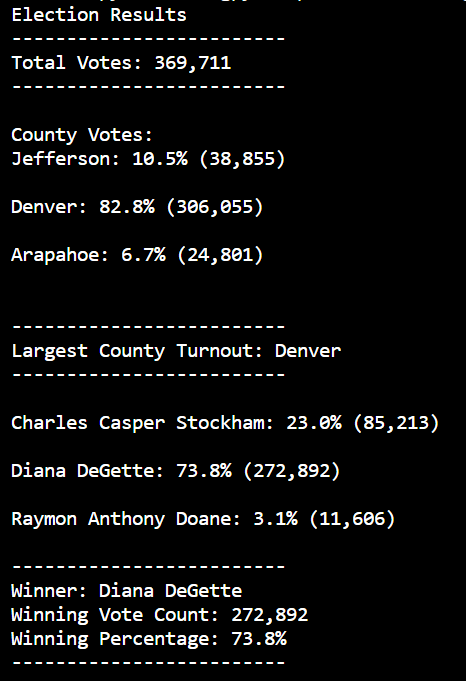 Election Results
-------------------------
Total Votes: 369,711
-------------------------
County Votes:
Jefferson: 10.5% (38,855)
Denver: 82.8% (306,055)
Arapahoe: 6.7% (24,801)
-------------------------
Largest County Turnout: Denver
-------------------------
Charles Casper Stockham: 23.0% (85,213)
Diana DeGette: 73.8% (272,892)
Raymon Anthony Doane: 3.1% (11,606)
-------------------------
Winner: Diana DeGette
Winning Vote Count: 272,892
Winning Percentage: 73.8%
-------------------------